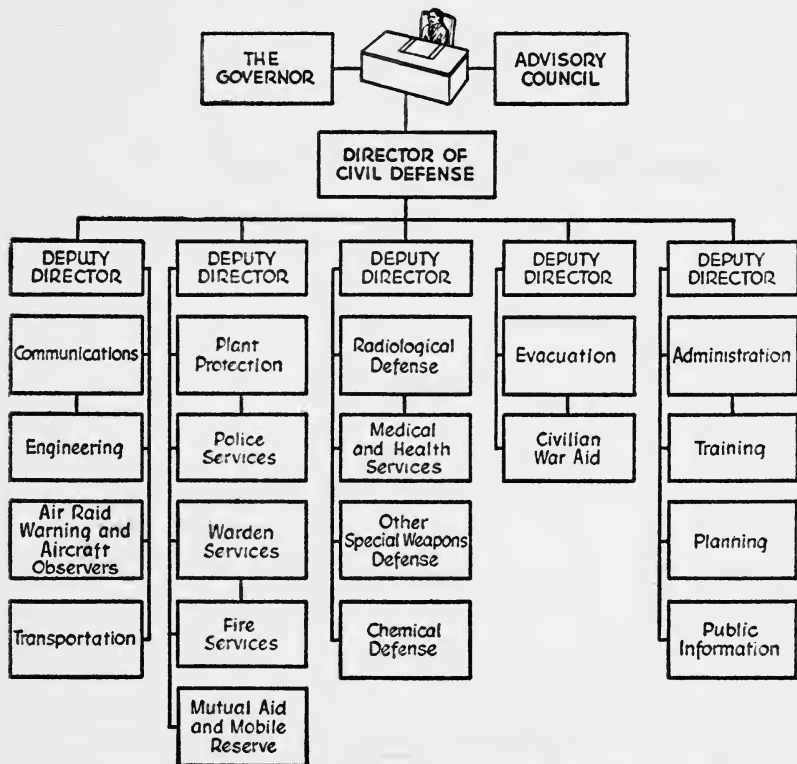 THE
GOVERNOR
ADVISORY
COUNCIL
DIRECTOR OF
CIVIL DEFENSE
DEPUTY
DIRECTOR
DEPUTY
DIRECTOR
DEPUTY
DIRECTOR
DEPUTY
DIRECTOR
DEPUTY
DIRECTOR
Communications
Engineering
Air Raid
Warning and
Aircraft
Observers
Transportation
Plant
Protection
Police
Services
Warden
Services
Fire
Services
Mutual Aid
and Mobile
Reserve
Radiological
Defense
Medical
and Health
Services
Other
Special Weapons
Defense
Chemical
Defense
Evacuation
Civilian
War Aid
Administration
Training
Planning
Public
Information